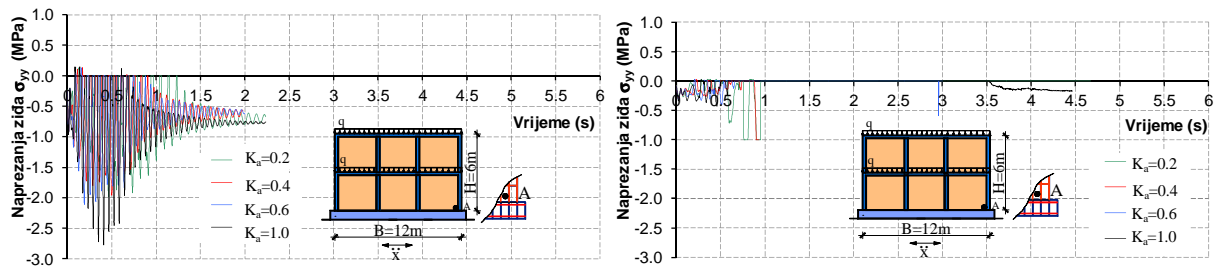 Naprezanja zida σyy (MPa)
1.0
0.5
0.0
-0.5
-1.0
-1.5
-2.0
-2.5
-3.0
0 0.5 1 1.5 2 2.5 3 3.5 4 4.5 5 5.5 6
Vrijeme (s)
Ka=0.2
Ka=0.4
Ka=0.6
Ka=1.0
q
q
H=6m
A
A
B=12m
ẍ
Naprezanja zida σyy (MPa)
1.0
0.5
0.0
-0.5
-1.0
-1.5
-2.0
-2.5
-3.0
0 0.5 1 1.5 2 2.5 3 3.5 4 4.5 5 5.5 6
Vrijeme (s)
q
q
H=6m
A
A
B=12m
ẍ
Ka=0.2
Ka=0.4
Ka=0.6
Ka=1.0